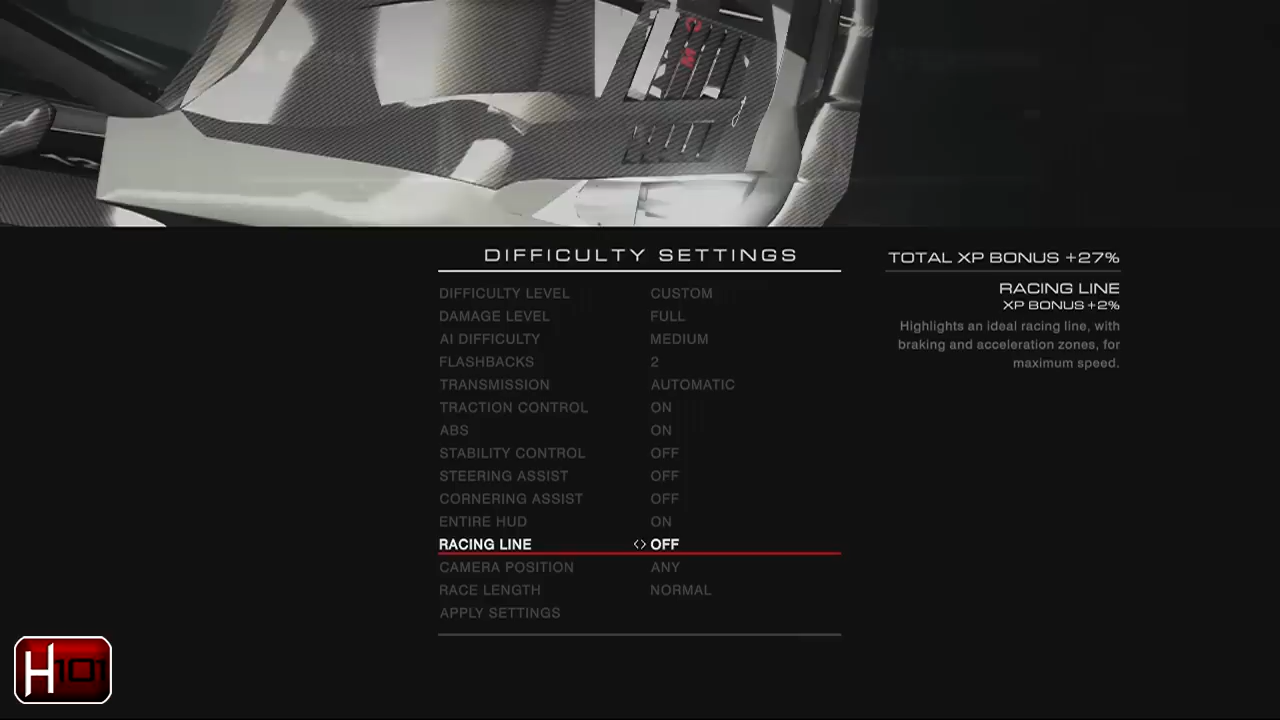 DIFFICULTY SETTINGS
DIFFICULTY LEVEL CUSTOM
DAMAGE LEVEL FULL
AI DIFFICULTY MEDIUM
FLASHBACKS 2
TRANSMISSION AUTOMATIC
TRACTION CONTROL ON
ABS ON
STABILITY CONTROL OFF
STEERING ASSIST OFF
CORNERING ASSIST OFF
ENTIRE HUD ON
RACING LINE <> OFF
CAMERA POSITION ANY
RACE LENGTH NORMAL
APPLY SETTINGS
TOTAL XP BONUS +27%
RACING LINE
XP BONUS +2%
Highlights an ideal racing line, with
braking and acceleration zones, for
maximum speed.
H101